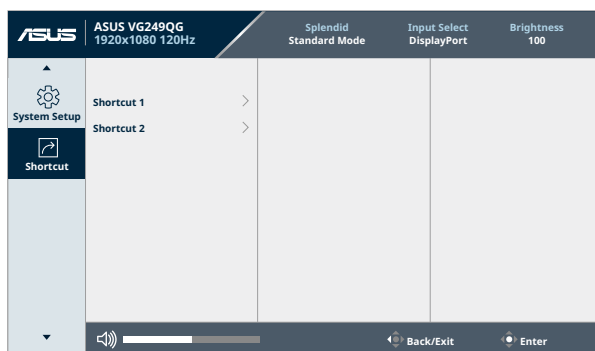 ASUS
ASUS VG249QG
1920x1080 120Hz
Splendid
Standard Mode
Input Select
DisplayPort
Brightness
100
System Setup
Shortcut
Shortcut 1
Shortcut 2
Back/Exit
Enter